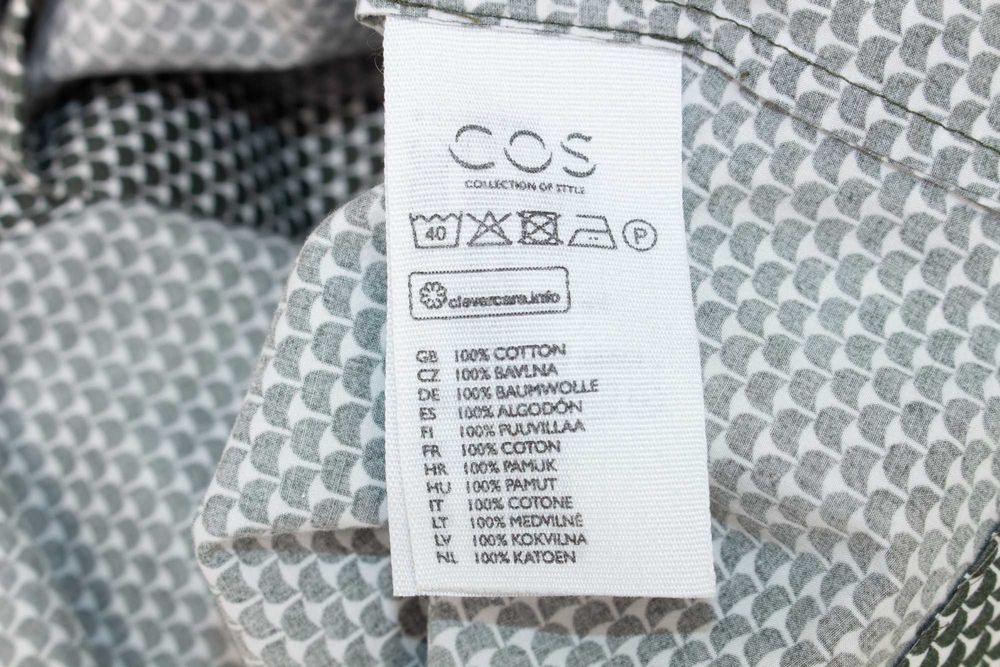 COS
COLLECTION OF STYLE
40 P
clevercare.info
GB 100% COTTON
CZ 100% BAVLNA
DE 100% BAUMWOLLE
ES 100% ALGODÓN
FI 100% PUUVILLAA
FR 100% COTON
HR 100% PAMUK
HU 100% PAMUT
IT 100% COTONE
LT 100% MEDVILNĖ
LV 100% KOKVILNA
NL 100% KATOEN